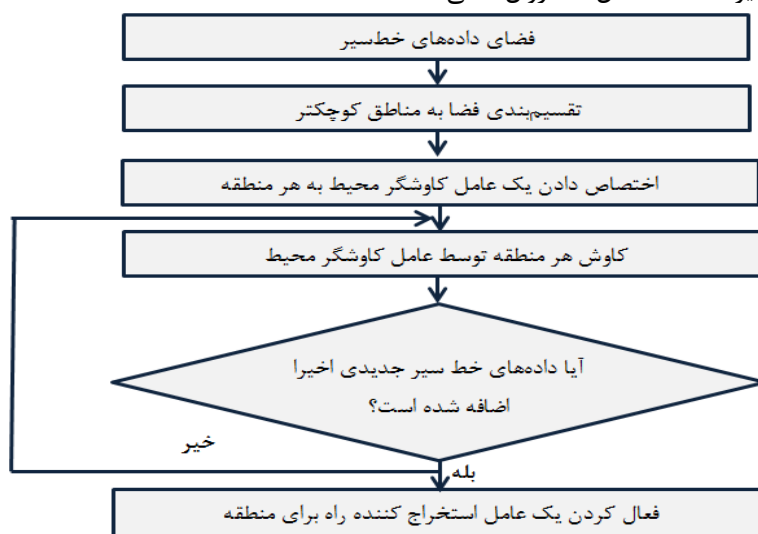 فضای داده‌های خط‌سیر
تقسیم‌بندی فضا به مناطق کوچکتر
اختصاص دادن یک عامل کاوشگر محیط به هر منطقه
کاوش هر منطقه توسط عامل کاوشگر محیط
آیا داده‌های خط سیر جدیدی اخیرا
اضافه شده است؟
خیر
بله
فعال کردن یک عامل استخراج کننده راه برای منطقه